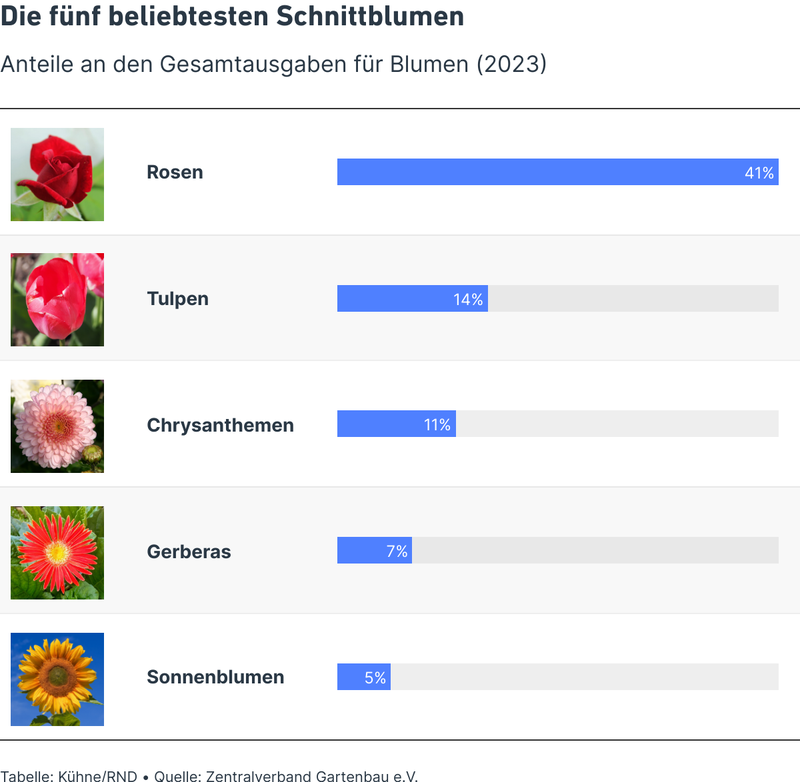 Die fünf beliebtesten Schnittblumen
Anteile an den Gesamtausgaben für Blumen (2023)
Rosen 41%
Tulpen 14%
Chrysanthemen 11%
Gerberas 7%
Sonnenblumen 5%
Tabelle: Kühne/RND • Quelle: Zentralverband Gartenbau e.V.